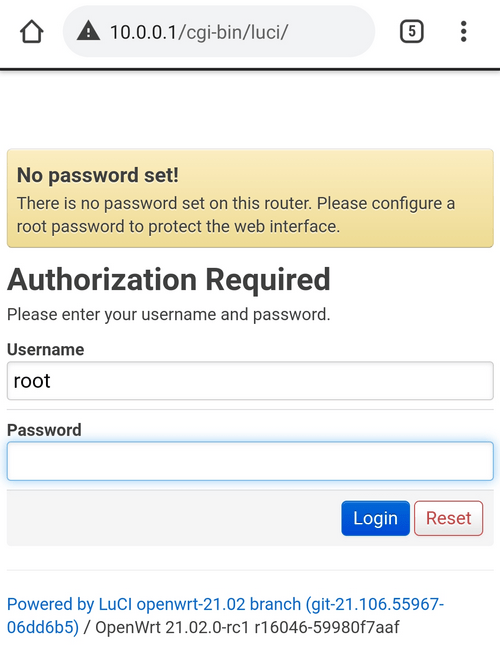 10.0.0.1/cgi-bin/luci/
5
No password set!
There is no password set on this router. Please configure a
root password to protect the web interface.
Authorization Required
Please enter your username and password.
Username
root
Password
Login
Reset
Powered by LuCI openwrt-21.02 branch (git-21.106.55967-
06dd6b5) / OpenWrt 21.02.0-rc1 r16046-59980f7aaf